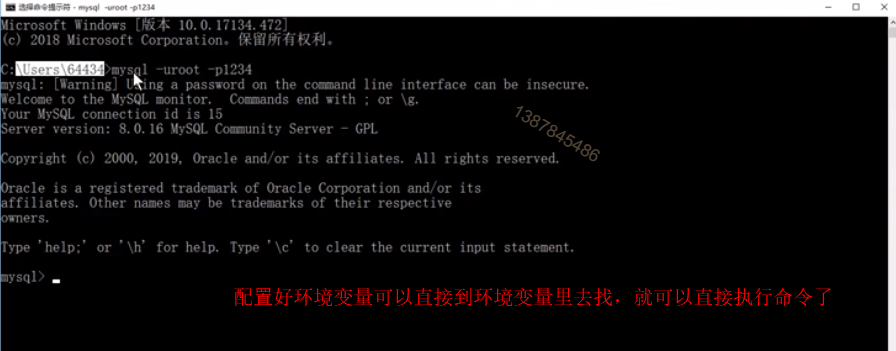 选择命令提示符 - mysql -uroot -p1234
Microsoft Windows [版本 10.0.17134.472]
(c) 2018 Microsoft Corporation。保留所有权利。
C:\Users\64434>mysql -uroot -p1234
mysql: [Warning] Using a password on the command line interface can be insecure.
Welcome to the MySQL monitor.  Commands end with ; or \g.
Your MySQL connection id is 15
Server version: 8.0.16 MySQL Community Server - GPL
1387845486
Copyright (c) 2000, 2019, Oracle and/or its affiliates. All rights reserved.
Oracle is a registered trademark of Oracle Corporation and/or its
affiliates. Other names may be trademarks of their respective
owners.
Type 'help;' or '\h' for help. Type '\c' to clear the current input statement.
mysql>
配置好环境变量可以直接到环境变量里去找，就可以直接执行命令了